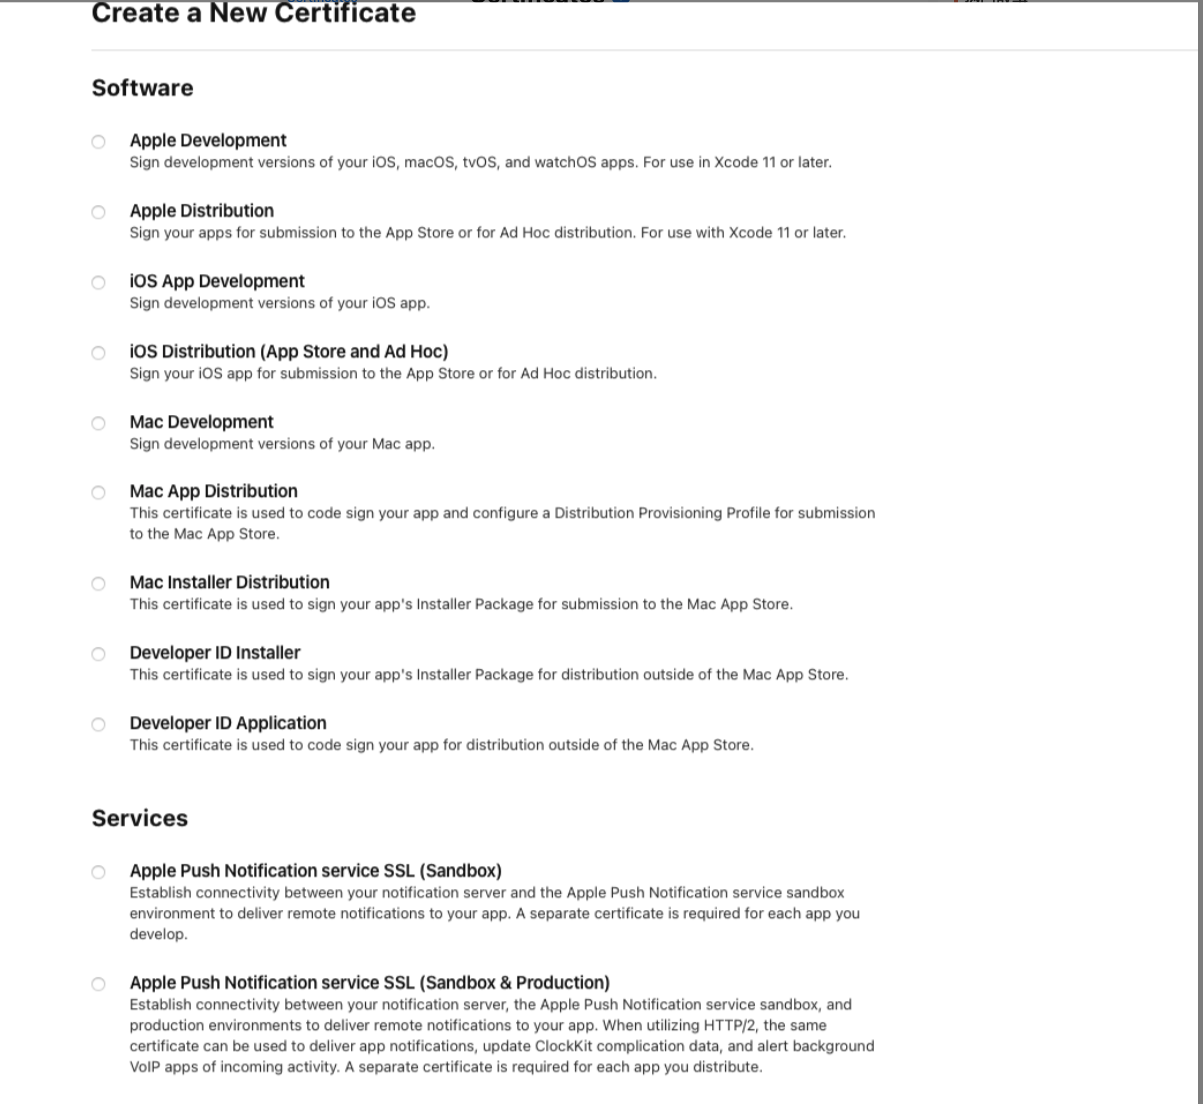 Create a New Certificate
Software
Apple Development
Sign development versions of your iOS, macOS, tvOS, and watchOS apps. For use in Xcode 11 or later.
Apple Distribution
Sign your apps for submission to the App Store or for Ad Hoc distribution. For use with Xcode 11 or later.
iOS App Development
Sign development versions of your iOS app.
iOS Distribution (App Store and Ad Hoc)
Sign your iOS app for submission to the App Store or for Ad Hoc distribution.
Mac Development
Sign development versions of your Mac app.
Mac App Distribution
This certificate is used to code sign your app and configure a Distribution Provisioning Profile for submission
to the Mac App Store.
Mac Installer Distribution
This certificate is used to sign your app's Installer Package for submission to the Mac App Store.
Developer ID Installer
This certificate is used to sign your app's Installer Package for distribution outside of the Mac App Store.
Developer ID Application
This certificate is used to code sign your app for distribution outside of the Mac App Store.
Services
Apple Push Notification service SSL (Sandbox)
Establish connectivity between your notification server and the Apple Push Notification service sandbox
environment to deliver remote notifications to your app. A separate certificate is required for each app you
develop.
Apple Push Notification service SSL (Sandbox & Production)
Establish connectivity between your notification server, the Apple Push Notification service sandbox, and
production environments to deliver remote notifications to your app. When utilizing HTTP/2, the same
certificate can be used to deliver app notifications, update ClockKit complication data, and alert background
VoIP apps of incoming activity. A separate certificate is required for each app you distribute.